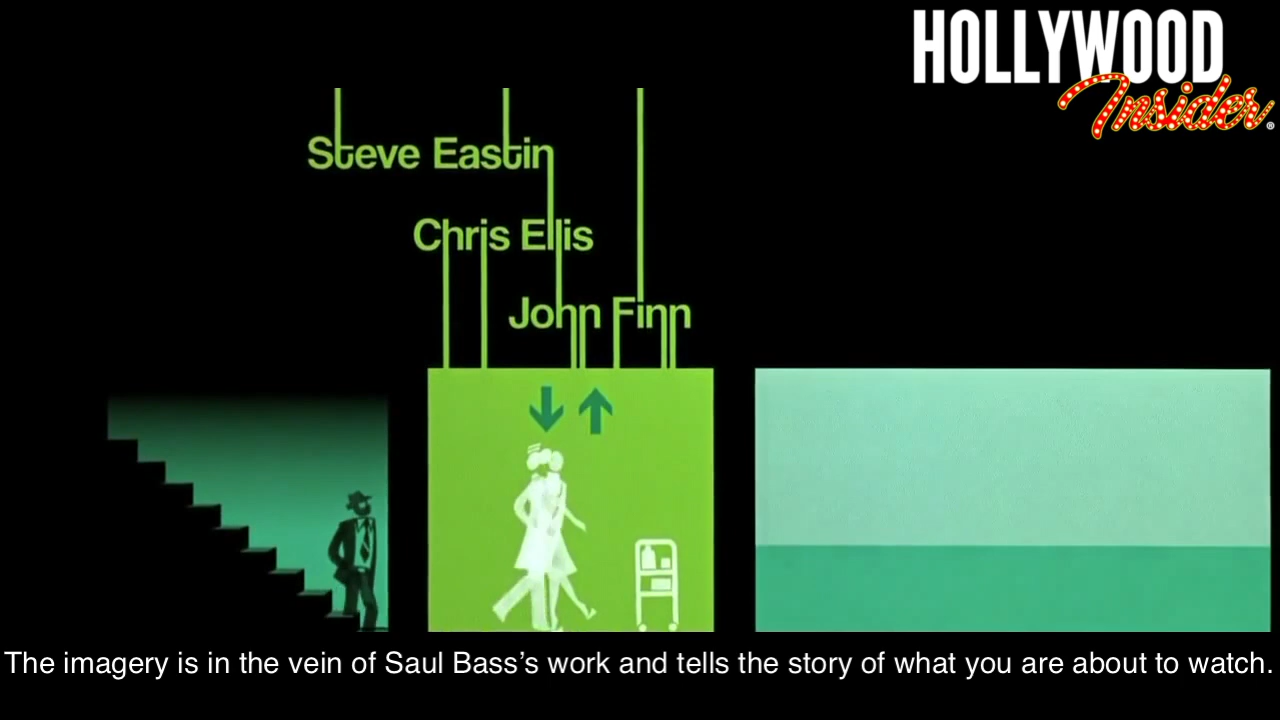 HOLLYWOOD
Insider®
Steve Eastin
Chris Ellis
John Finn
The imagery is in the vein of Saul Bass’s work and tells the story of what you are about to watch.